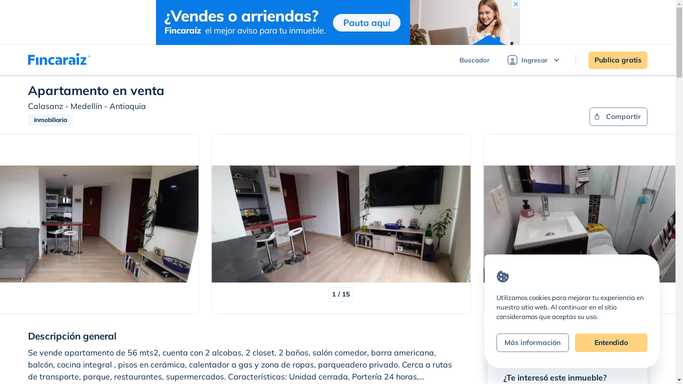 ¿Vendes o arriendas?
Fincaraíz el mejor aviso para tu inmueble.
Pauta aquí
Fincaraíz
Buscador
Ingresar
Publica gratis
Apartamento en venta
Calasanz - Medellín - Antioquia
Inmobiliaria
Compartir
1 / 15
Utilizamos cookies para mejorar tu experiencia en
nuestro sitio web. Al continuar en el sitio
consideramos que aceptas su uso.
Más información
Entendido
Descripción general
Se vende apartamento de 56 mts2, cuenta con 2 alcobas, 2 closet, 2 baños, salón comedor, barra americana,
balcón, cocina integral , pisos en cerámica, calentador a gas y zona de ropas, parqueadero privado. Cerca a rutas
de transporte, parque, restaurantes, supermercados. Características: Unidad cerrada, Portería 24 horas,...
¿Te interesó este inmueble?